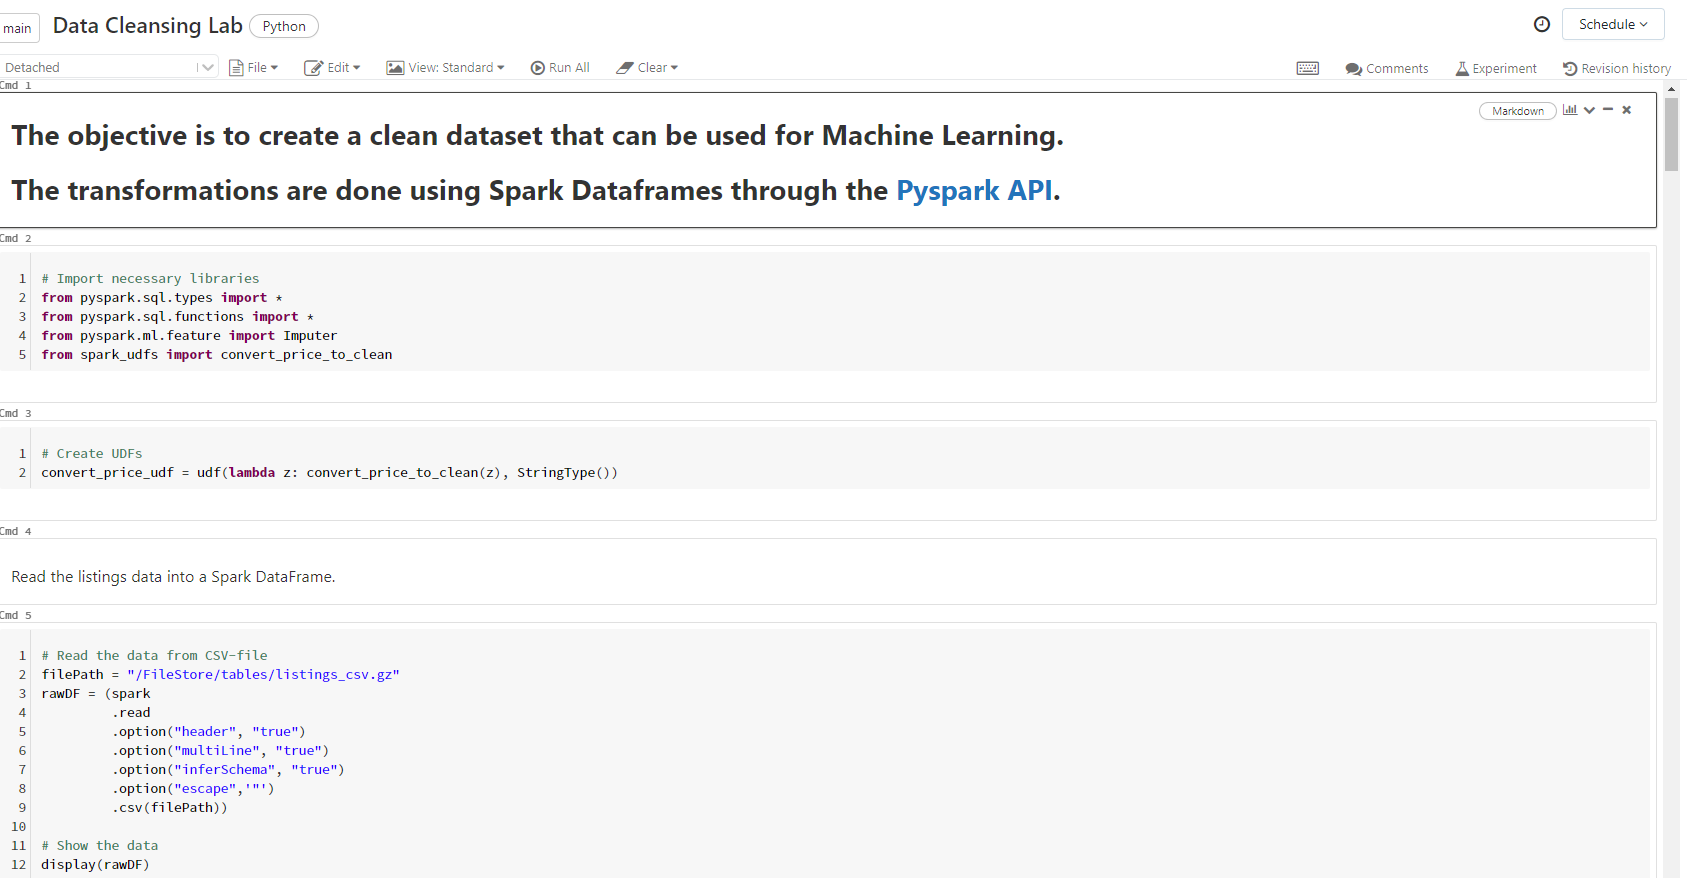 main
Data Cleansing Lab
Python
Schedule
Detached
File
Edit
View: Standard
Run All
Clear
Comments
Experiment
Revision history
Cmd 1
Markdown
The objective is to create a clean dataset that can be used for Machine Learning.
The transformations are done using Spark Dataframes through the Pyspark API.
Cmd 2
1 # Import necessary libraries
2 from pyspark.sql.types import *
3 from pyspark.sql.functions import *
4 from pyspark.ml.feature import Imputer
5 from spark_udfs import convert_price_to_clean
Cmd 3
1 # Create UDFs
2 convert_price_udf = udf(lambda z: convert_price_to_clean(z), StringType())
Cmd 4
Read the listings data into a Spark DataFrame.
Cmd 5
1 # Read the data from CSV-file
2 filePath = "/FileStore/tables/listings_csv.gz"
3 rawDF = (spark
4 .read
5 .option("header", "true")
6 .option("multiLine", "true")
7 .option("inferSchema", "true")
8 .option("escape",'"')
9 .csv(filePath))
10
11 # Show the data
12 display(rawDF)